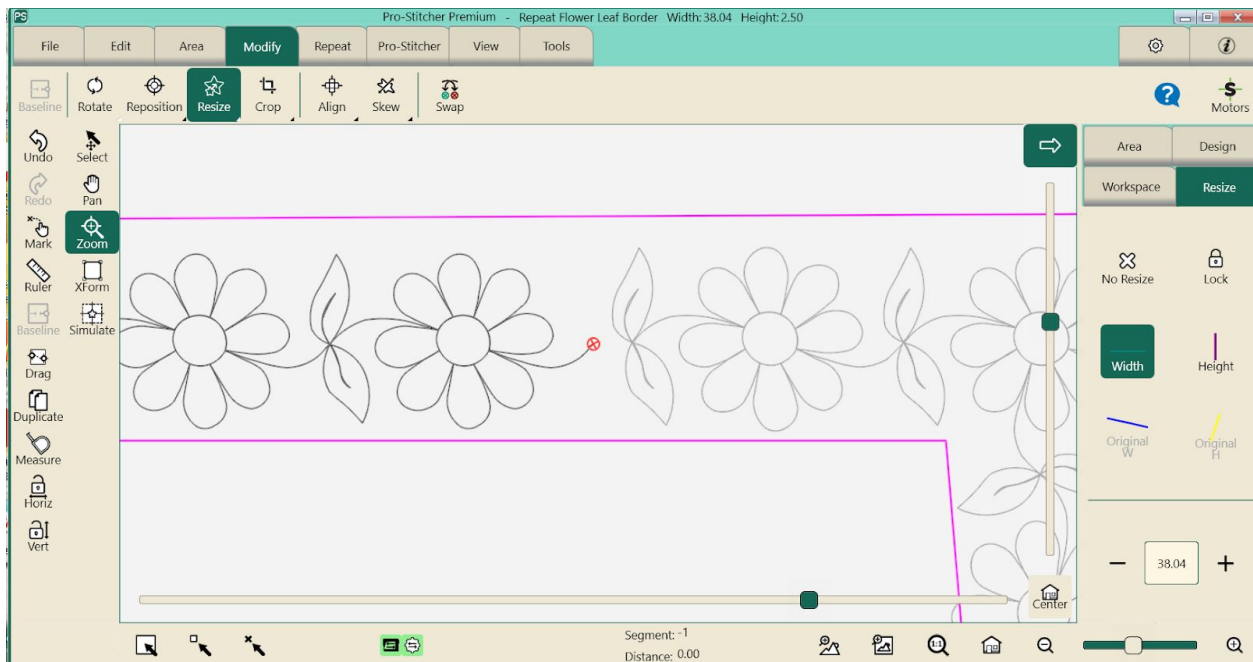 PS
Pro-Stitcher Premium - Repeat Flower Leaf Border Width:38.04 Height:2.50
File Edit Area Modify Repeat Pro-Stitcher View Tools
Baseline Rotate Reposition Resize Crop Align Skew Swap
Motors
Undo Select
Redo Pan
Mark Zoom
Ruler XForm
Baseline Simulate
Drag
Duplicate
Measure
Horiz
Vert
Area Design
Workspace Resize
No Resize Lock
Width Height
Original Original
W H
− 38.04 +
Center
Segment: -1
Distance: 0.00
1:1